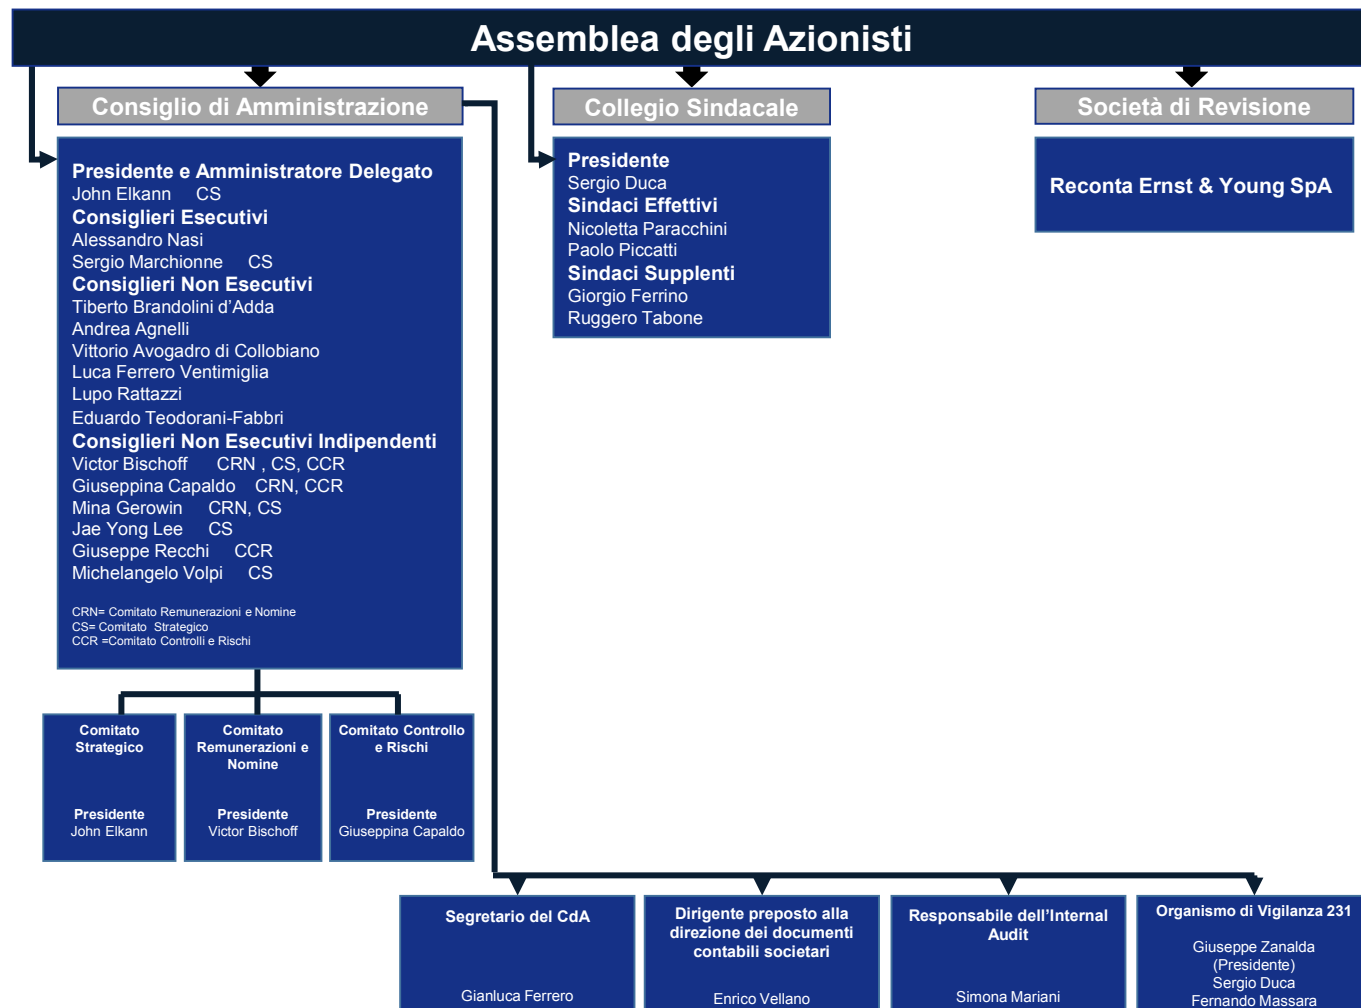 Assemblea degli Azionisti
Consiglio di Amministrazione
Presidente e Amministratore Delegato
John Elkann CS
Consiglieri Esecutivi
Alessandro Nasi
Sergio Marchionne CS
Consiglieri Non Esecutivi
Tiberto Brandolini d’Adda
Andrea Agnelli
Vittorio Avogadro di Collobiano
Luca Ferrero Ventimiglia
Lupo Rattazzi
Eduardo Teodorani-Fabbri
Consiglieri Non Esecutivi Indipendenti
Victor Bischoff CRN , CS, CCR
Giuseppina Capaldo CRN, CCR
Mina Gerowin CRN, CS
Jae Yong Lee CS
Giuseppe Recchi CCR
Michelangelo Volpi CS
CRN= Comitato Remunerazioni e Nomine
CS= Comitato Strategico
CCR =Comitato Controlli e Rischi
Collegio Sindacale
Presidente
Sergio Duca
Sindaci Effettivi
Nicoletta Paracchini
Paolo Piccatti
Sindaci Supplenti
Giorgio Ferrino
Ruggero Tabone
Società di Revisione
Reconta Ernst & Young SpA
Comitato
Strategico
Presidente
John Elkann
Comitato
Remunerazioni e
Nomine
Presidente
Victor Bischoff
Comitato Controllo
e Rischi
Presidente
Giuseppina Capaldo
Segretario del CdA
Gianluca Ferrero
Dirigente preposto alla
direzione dei documenti
contabili societari
Enrico Vellano
Responsabile dell’Internal
Audit
Simona Mariani
Organismo di Vigilanza 231
Giuseppe Zanalda
(Presidente)
Sergio Duca
Fernando Massara